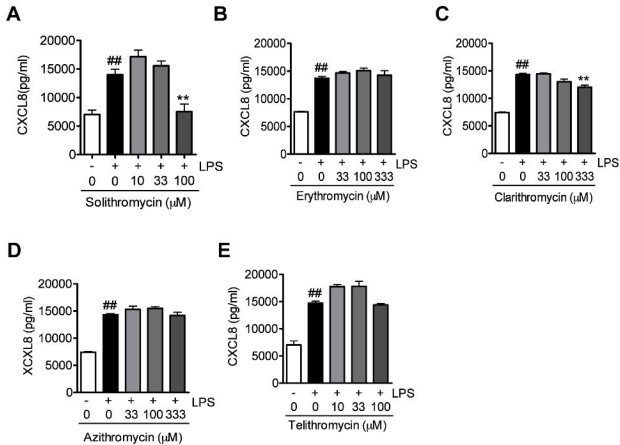 A
CXCL8(pg/ml)
20000
15000
10000
5000
0
##
**
- + + + + LPS
0 0 10 33 100
Solithromycin (μM)
B
CXCL8 (pg/ml)
20000
15000
10000
5000
0
##
- + + + + LPS
0 0 33 100 333
Erythromycin (μM)
C
CXCL8 (pg/ml)
20000
15000
10000
5000
0
##
**
- + + + + LPS
0 0 33 100 333
Clarithromycin (μM)
D
XCXL8 (pg/ml)
20000
15000
10000
5000
0
##
- + + + + LPS
0 0 33 100 333
Azithromycin (μM)
E
CXCL8 (pg/ml)
20000
15000
10000
5000
0
##
- + + + + LPS
0 0 10 33 100
Telithromycin (μM)